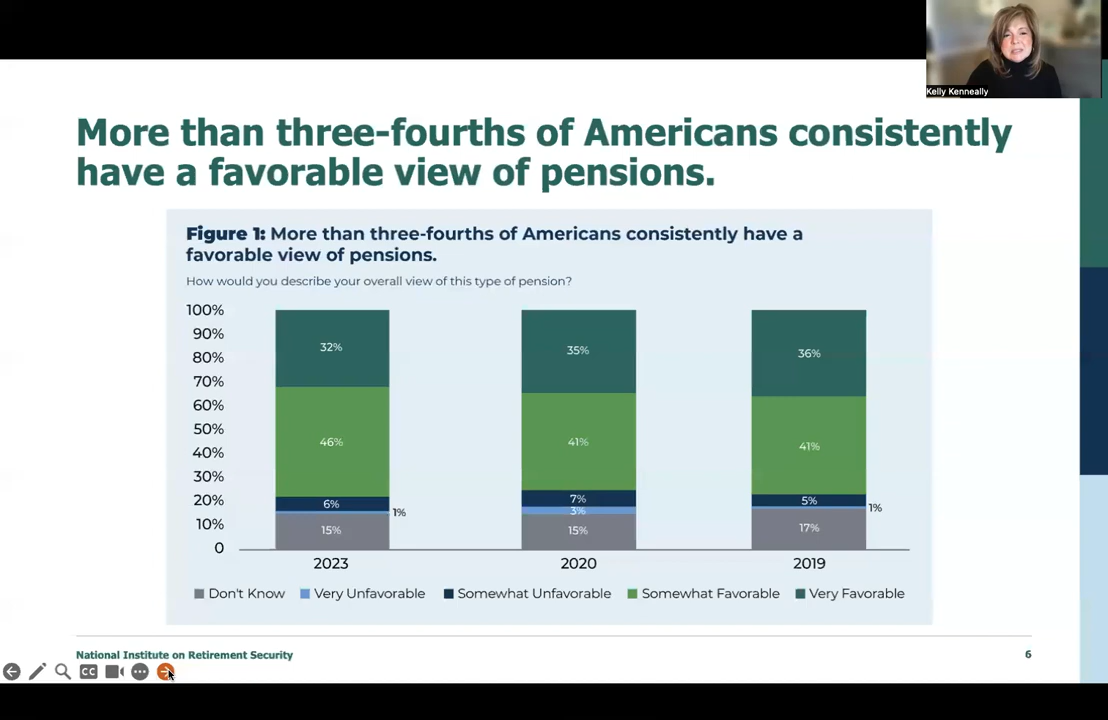 Kelly Kenneally
More than three-fourths of Americans consistently
have a favorable view of pensions.
Figure 1: More than three-fourths of Americans consistently have a
favorable view of pensions.
How would you describe your overall view of this type of pension?
100%
90%
80%
70%
60%
50%
40%
30%
20%
10%
0
32%
46%
6%
1%
15%
35%
41%
7%
3%
15%
36%
41%
5%
1%
17%
2023 2020 2019
Don't Know Very Unfavorable Somewhat Unfavorable Somewhat Favorable Very Favorable
National Institute on Retirement Security 6
CC